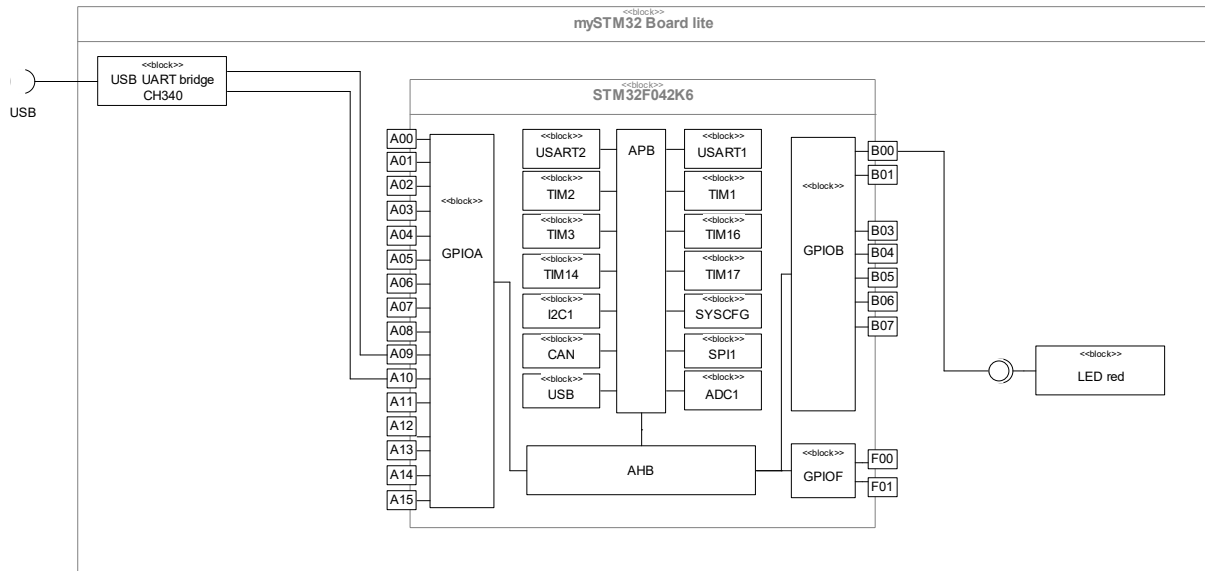 <<block>>
mySTM32 Board lite
<<block>>
USB UART bridge
CH340
USB
<<block>>
STM32F042K6
A00
A01
A02
A03
A04
A05
A06
A07
A08
A09
A10
A11
A12
A13
A14
A15
<<block>>
GPIOA
<<block>>
USART2
<<block>>
TIM2
<<block>>
TIM3
<<block>>
TIM14
<<block>>
I2C1
<<block>>
CAN
<<block>>
USB
APB
<<block>>
USART1
<<block>>
TIM1
<<block>>
TIM16
<<block>>
TIM17
<<block>>
SYSCFG
<<block>>
SPI1
<<block>>
ADC1
AHB
<<block>>
GPIOB
B00
B01
B03
B04
B05
B06
B07
<<block>>
GPIOF
F00
F01
<<block>>
LED red